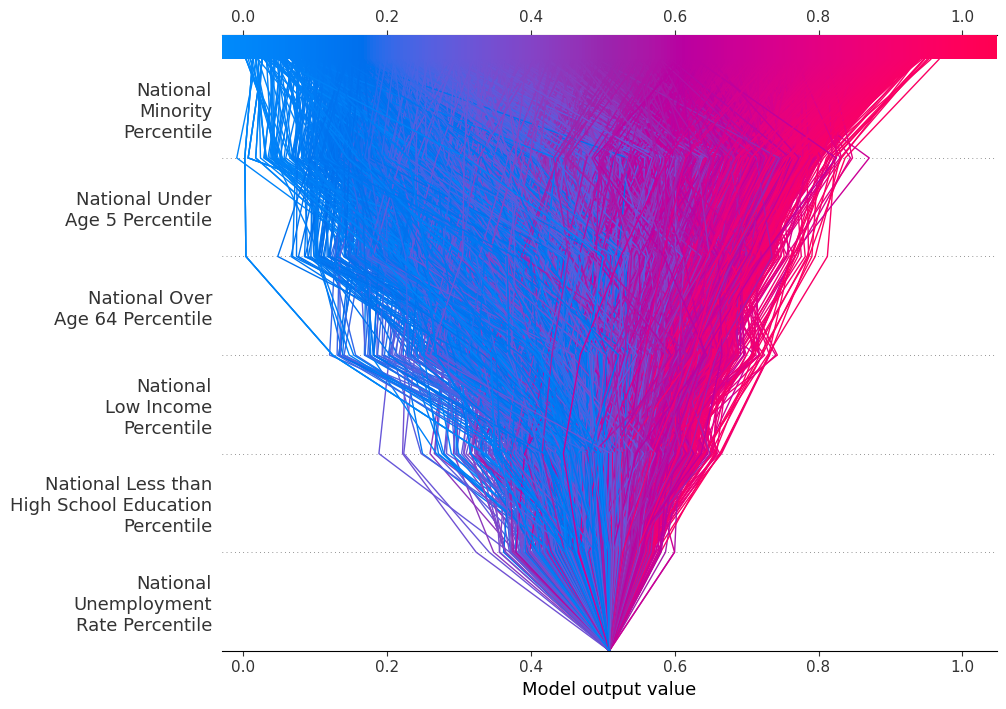 0.0 0.2 0.4 0.6 0.8 1.0
National
Minority
Percentile
National Under
Age 5 Percentile
National Over
Age 64 Percentile
National
Low Income
Percentile
National Less than
High School Education
Percentile
National
Unemployment
Rate Percentile
0.0 0.2 0.4 0.6 0.8 1.0
Model output value